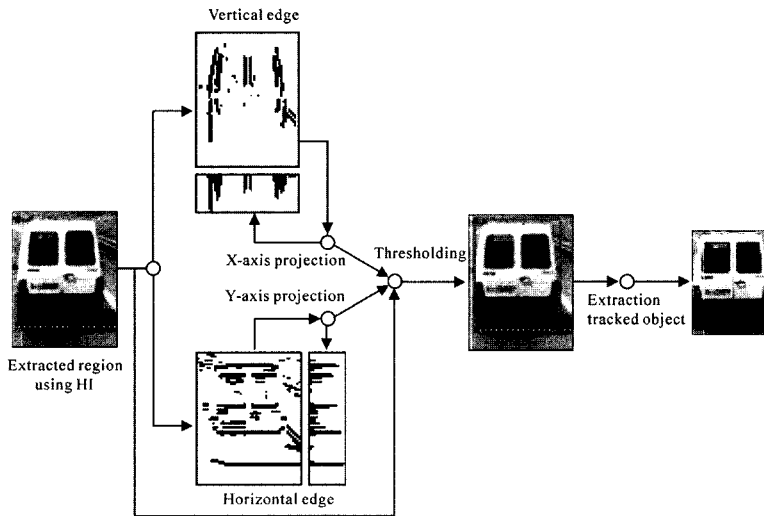 Vertical edge
X-axis projection
Thresholding
Y-axis projection
Extraction
tracked object
Extracted region
using HI
Horizontal edge